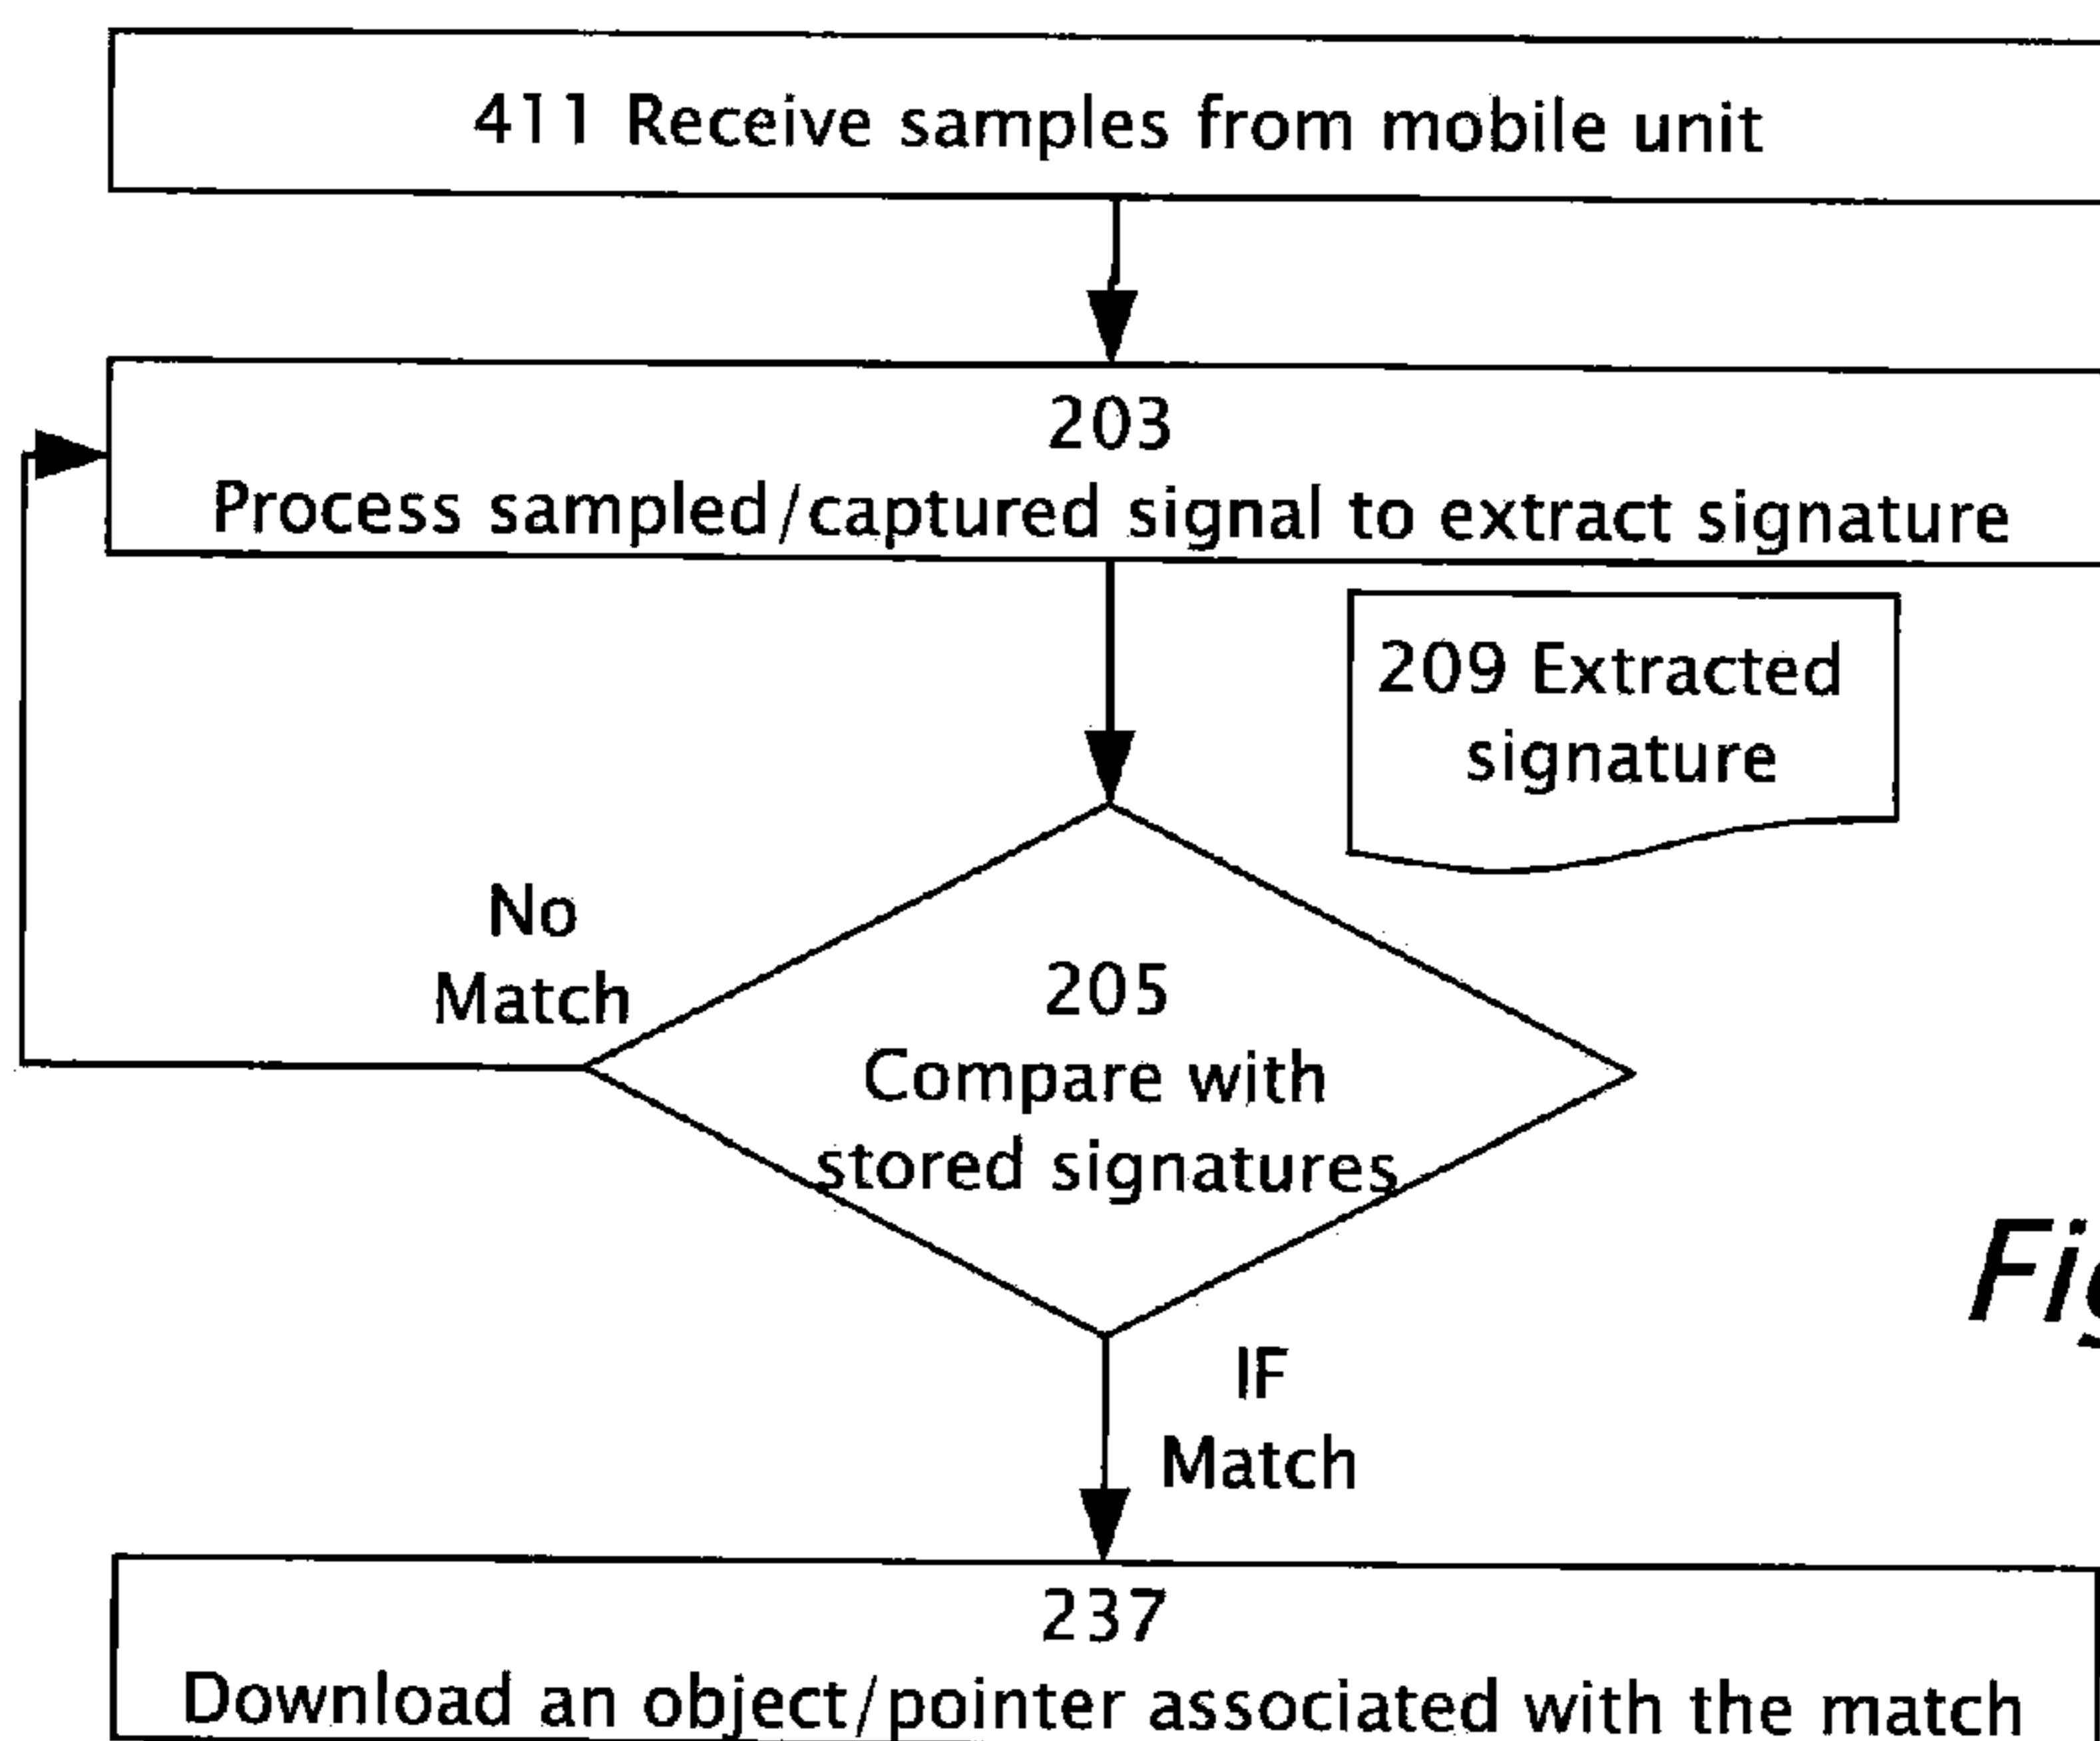 411 Receive samples from mobile unit
203
Process sampled/captured signal to extract signature
209 Extracted
signature
No
Match
205
Compare with
stored signatures
IF
Match
237
Download an object/pointer associated with the match